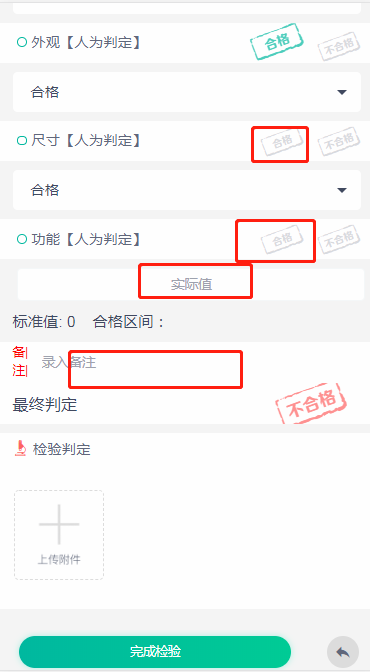 外观【人为判定】 合格 不合格
合格
尺寸【人为判定】 合格 不合格
合格
功能【人为判定】 合格 不合格
实际值
标准值: 0 合格区间：
备|
注|
录入备注
最终判定 不合格
检验判定
上传附件
完成检验